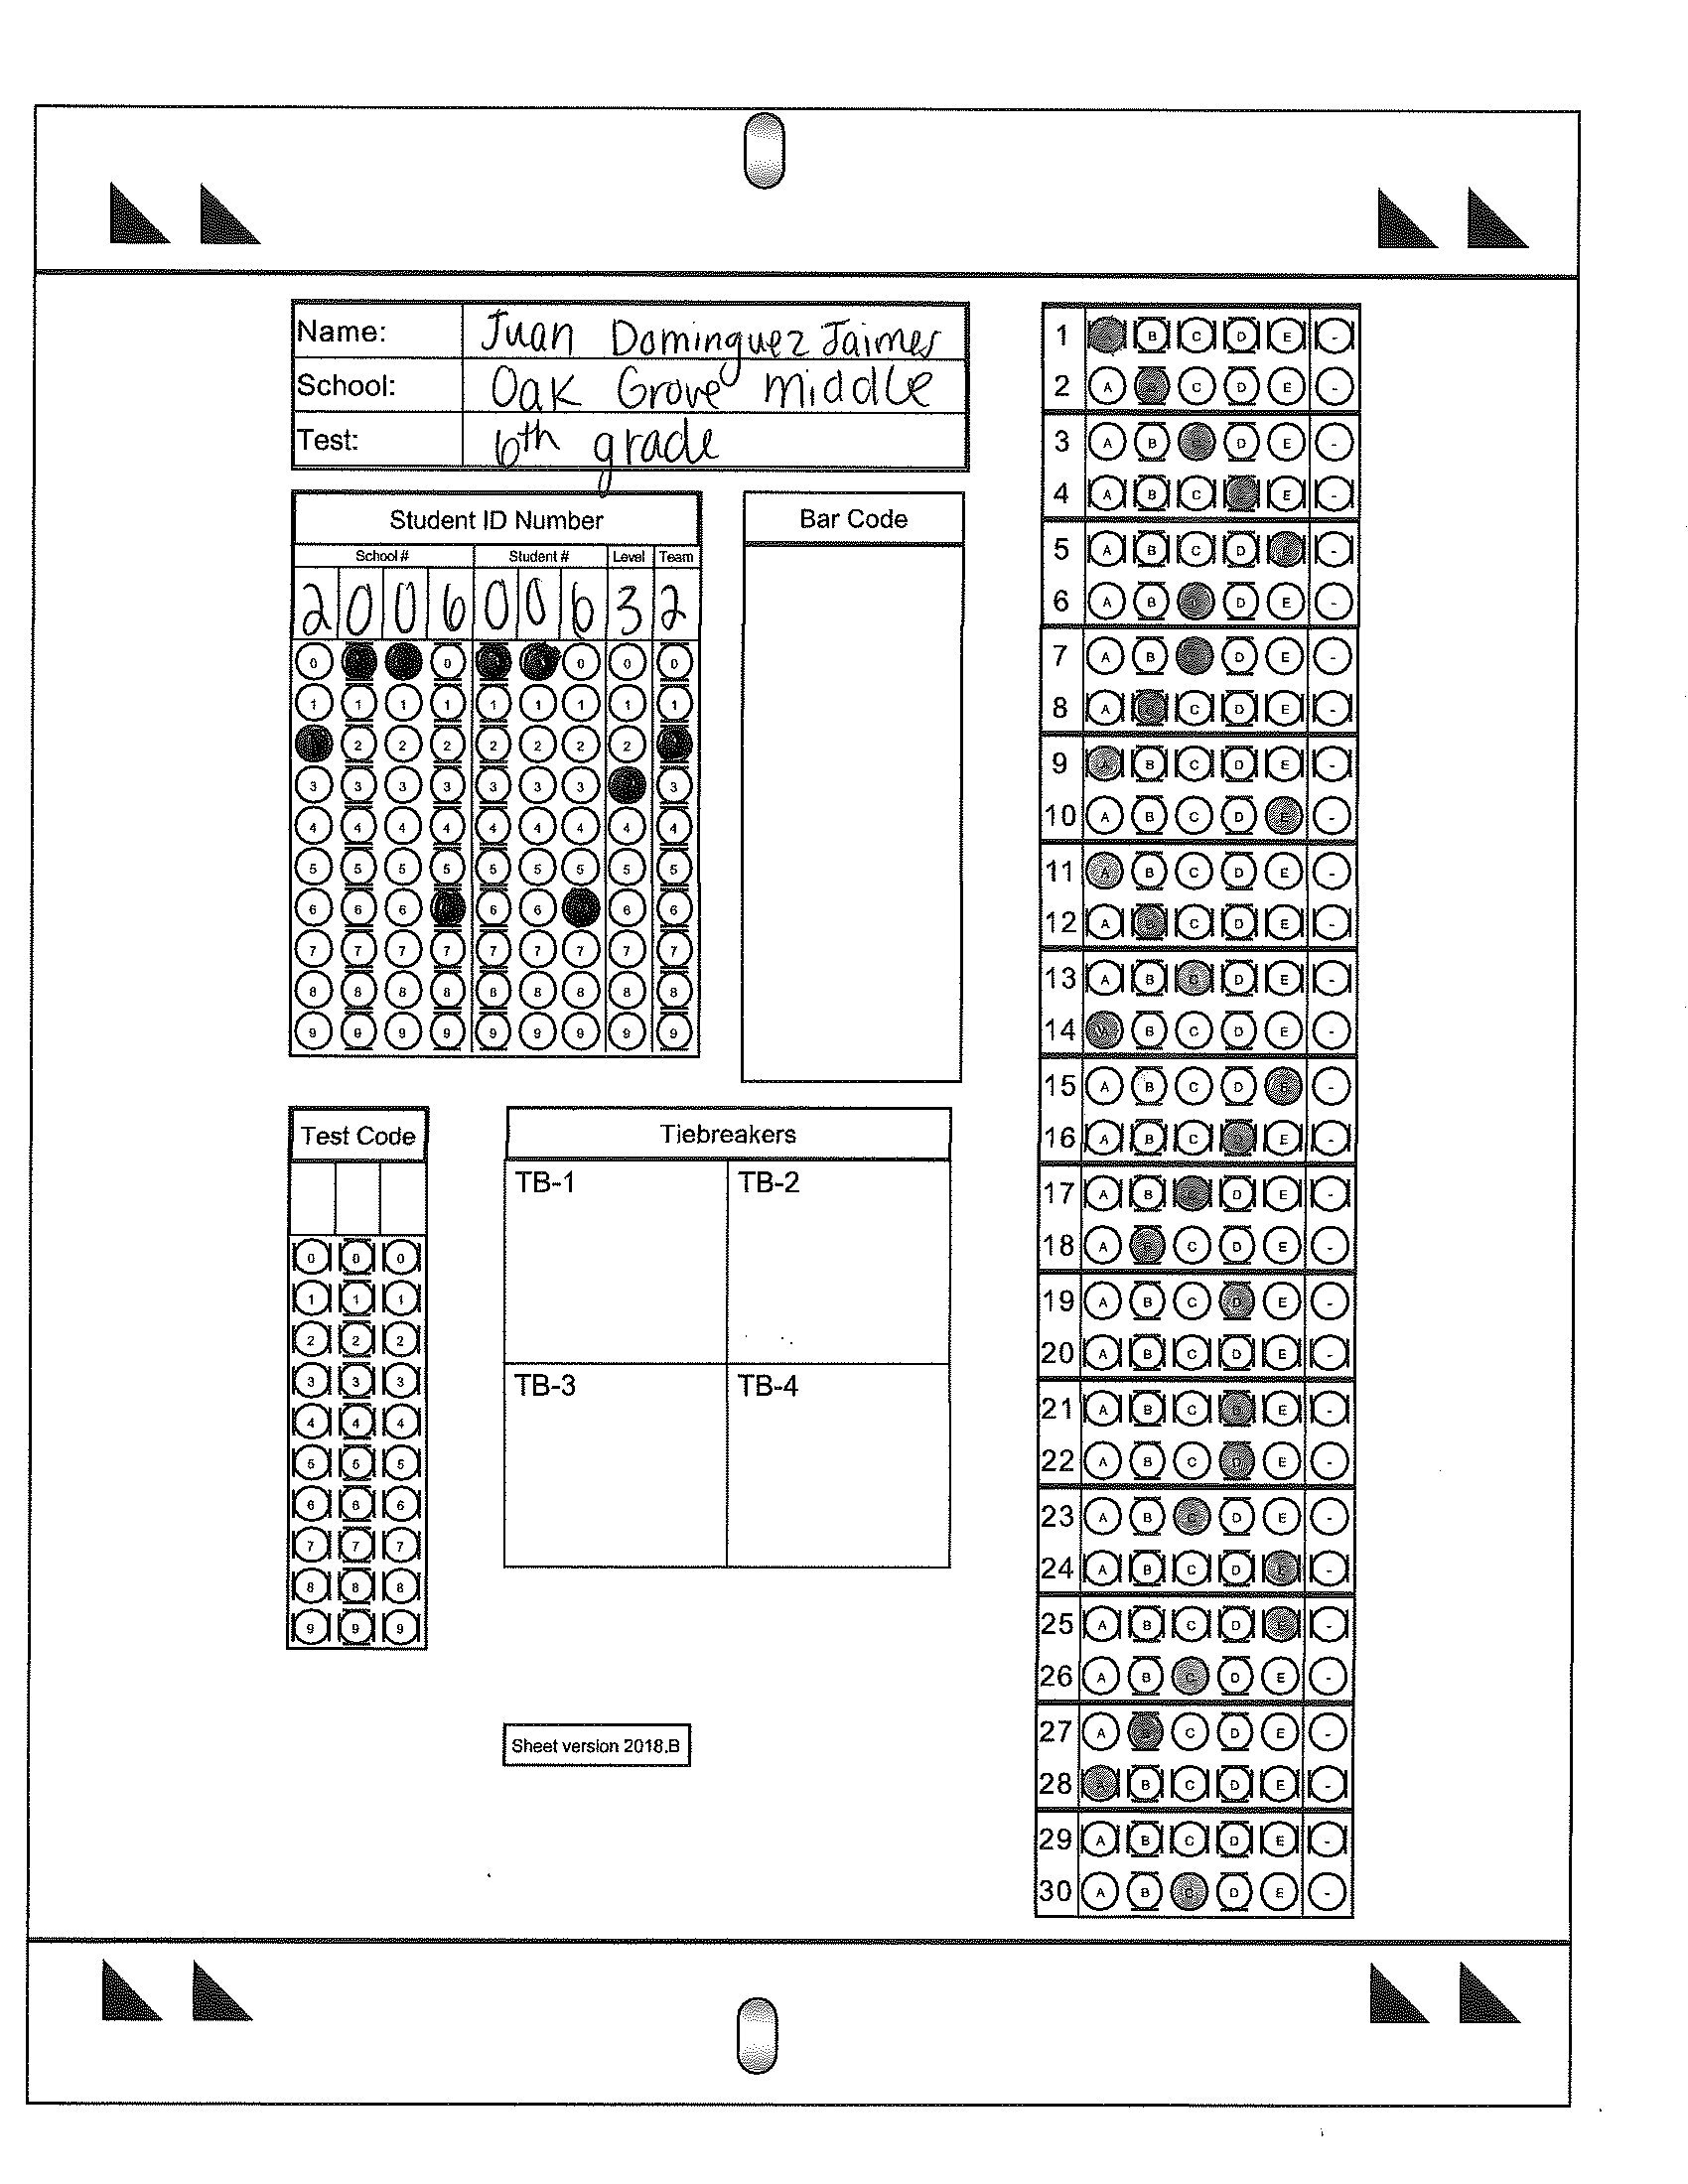 Name: Juan Dominguez Jaimes
School: Oak Grove middle
Test: 6th grade
Student ID Number
School # Student # Level Team
2 0 0 6 0 0 6 3 2
0 0 0 0 0
1 1 1 1 1 1 1 1 1
2 2 2 2 2 2 2
3 3 3 3 3 3 3 3
4 4 4 4 4 4 4 4 4
5 5 5 5 5 5 5 5 5
6 6 6 6 6 6 6
7 7 7 7 7 7 7 7 7
8 8 8 8 8 8 8 8 8
9 9 9 9 9 9 9 9 9
Bar Code
Test Code
0 0 0
1 1 1
2 2 2
3 3 3
4 4 4
5 5 5
6 6 6
7 7 7
8 8 8
9 9 9
Tiebreakers
TB-1 TB-2
TB-3 TB-4
Sheet version 2018.B
1 B C D E -
2 A C D E -
3 A B D E -
4 A B C E -
5 A B C D -
6 A B D E -
7 A B D E -
8 A C D E -
9 A B C D E -
10 A B C D E -
11 A B C D E -
12 A C D E -
13 A B C D E -
14 A B C D E -
15 A B C D -
16 A B C E -
17 A B D E -
18 A C D E -
19 A B C D E -
20 A B C D E -
21 A B C E -
22 A B C D E -
23 A B C D E -
24 A B C D -
25 A B C D -
26 A B C D E -
27 A C D E -
28 A B C D E -
29 A B C D E -
30 A B C D E -